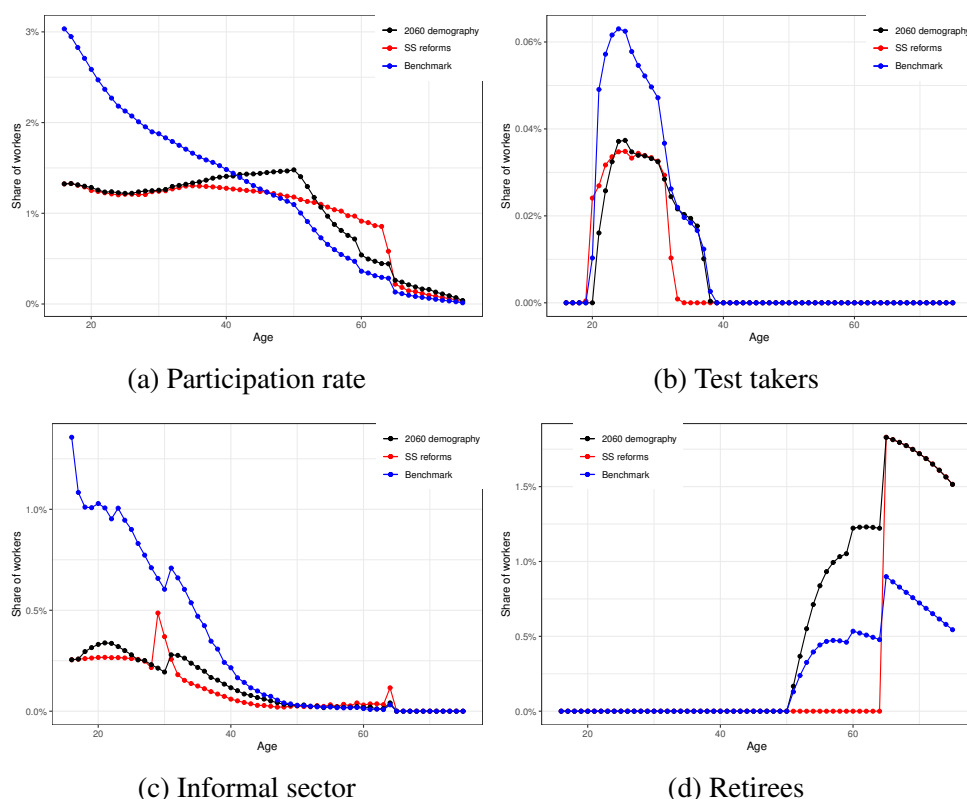 3%
2%
1%
0%
Share of workers
20
40
60
Age
2060 demography
SS reforms
Benchmark
(a) Participation rate
0.06%
0.04%
0.02%
0.00%
Share of workers
20
40
60
Age
2060 demography
SS reforms
Benchmark
(b) Test takers
1.0%
0.5%
0.0%
Share of workers
20
40
60
Age
2060 demography
SS reforms
Benchmark
(c) Informal sector
1.5%
1.0%
0.5%
0.0%
Share of workers
20
40
60
Age
2060 demography
SS reforms
Benchmark
(d) Retirees